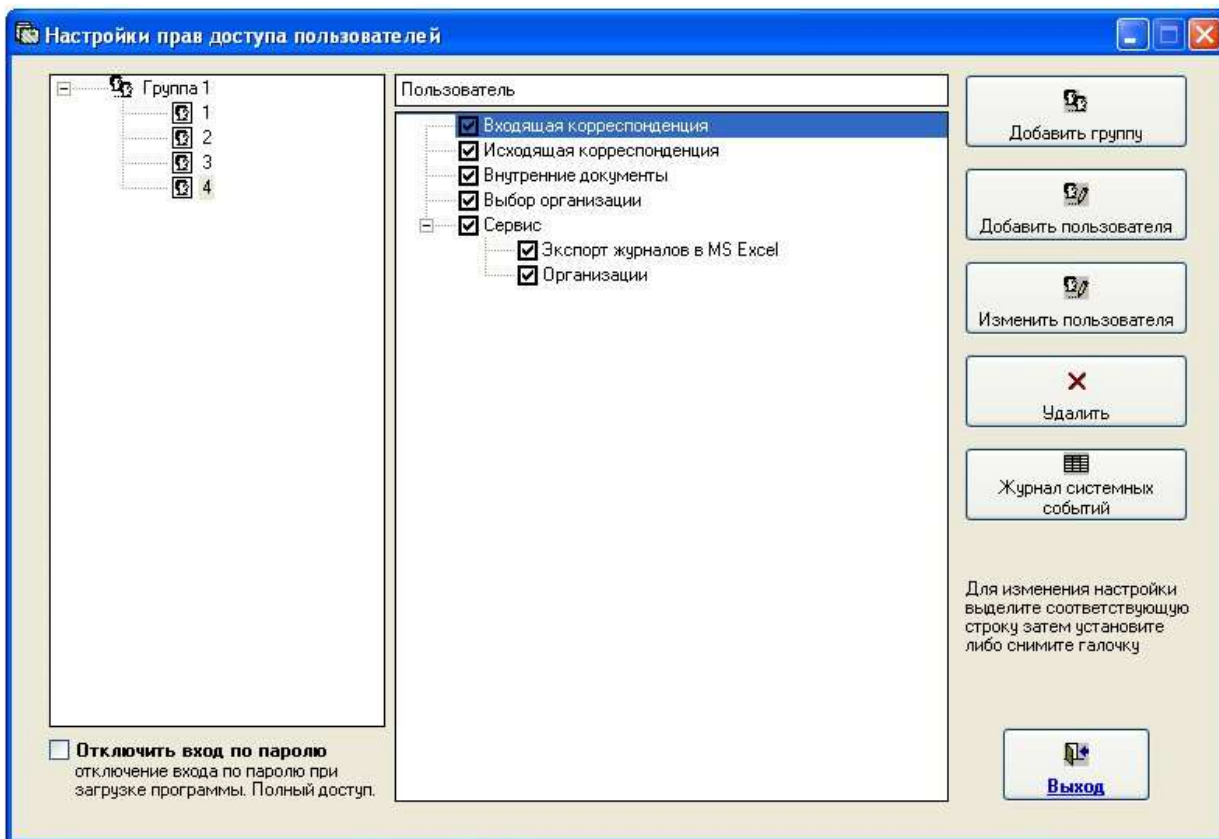 Настройки прав доступа пользователей
Группа 1
1
2
3
4
Отключить вход по паролю
отключение входа по паролю при
загрузке программы. Полный доступ.
Пользователь
Входящая корреспонденция
Исходящая корреспонденция
Внутренние документы
Выбор организации
Сервис
Экспорт журналов в MS Excel
Организации
Добавить группу
Добавить пользователя
Изменить пользователя
Удалить
Журнал системных
событий
Для изменения настройки
выделите соответствующую
строку затем установите
либо снимите галочку
Выход